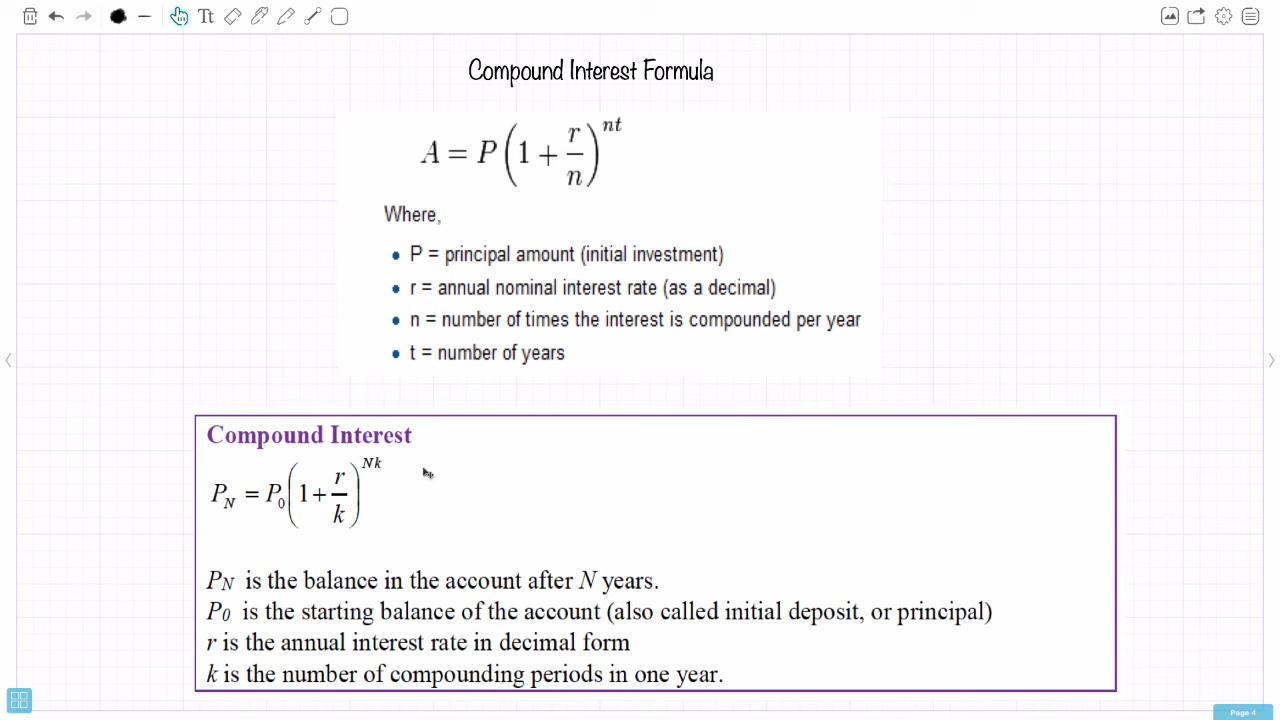 Tt
Compound Interest Formula
A = P(1 + r/n)^nt
Where,
• P = principal amount (initial investment)
• r = annual nominal interest rate (as a decimal)
• n = number of times the interest is compounded per year
• t = number of years
Compound Interest
P_N = P_0(1 + r/k)^Nk
P_N is the balance in the account after N years.
P_0 is the starting balance of the account (also called initial deposit, or principal)
r is the annual interest rate in decimal form
k is the number of compounding periods in one year.
Page 4